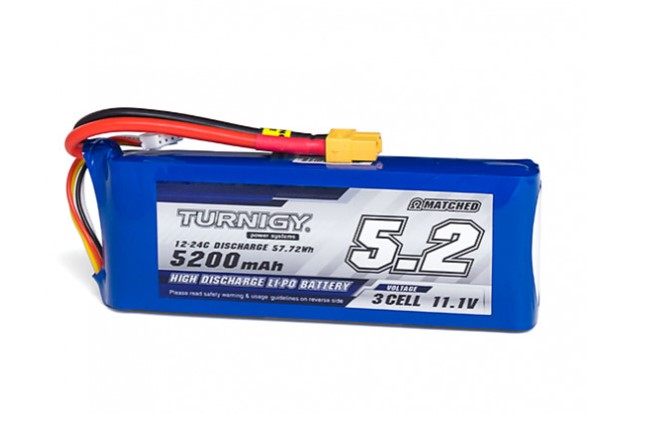 TURNIGY®
power systems
ΩMATCHED
12-24C DISCHARGE 57.72Wh
5200mAh
5.2
HIGH DISCHARGE LI-PO BATTERY
VOLTAGE
3 CELL 11.1V
Please read safety warning & usage guidelines on reverse side